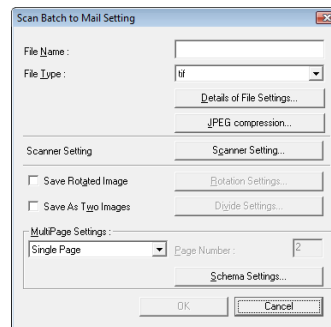 Scan Batch to Mail Setting
File Name :
File Type :
tif
Details of File Settings...
JPEG compression...
Scanner Setting
Scanner Setting...
Save Rotated Image
Rotation Settings...
Save As Two Images
Divide Settings...
MultiPage Settings :
Single Page
Page Number :
2
Schema Settings...
OK
Cancel